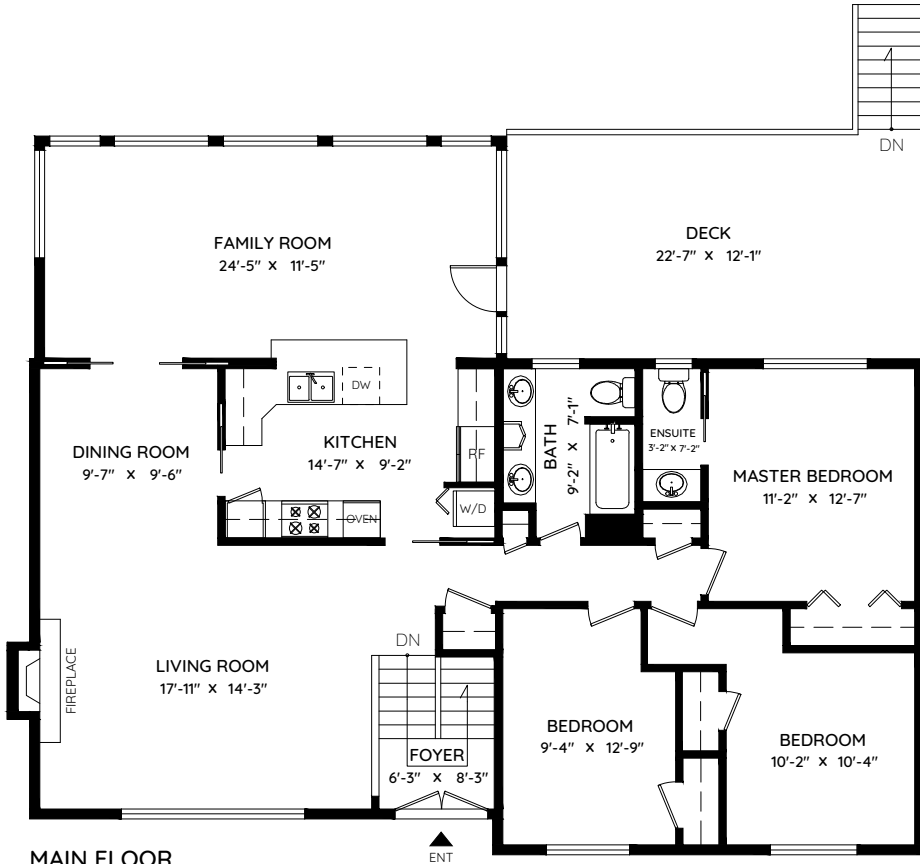 DN
FAMILY ROOM
24'-5" x 11'-5"
DECK
22'-7" x 12'-1"
DW
DINING ROOM
9'-7" x 9'-6"
KITCHEN
14'-7" x 9'-2"
RF
W/D
OVEN
BATH
9'-2" x 7'-1"
ENSUITE
3'-2" x 7'-2"
MASTER BEDROOM
11'-2" x 12'-7"
LIVING ROOM
17'-11" x 14'-3"
FIREPLACE
DN
FOYER
6'-3" x 8'-3"
BEDROOM
9'-4" x 12'-9"
BEDROOM
10'-2" x 10'-4"
MAIN FLOOR
ENT